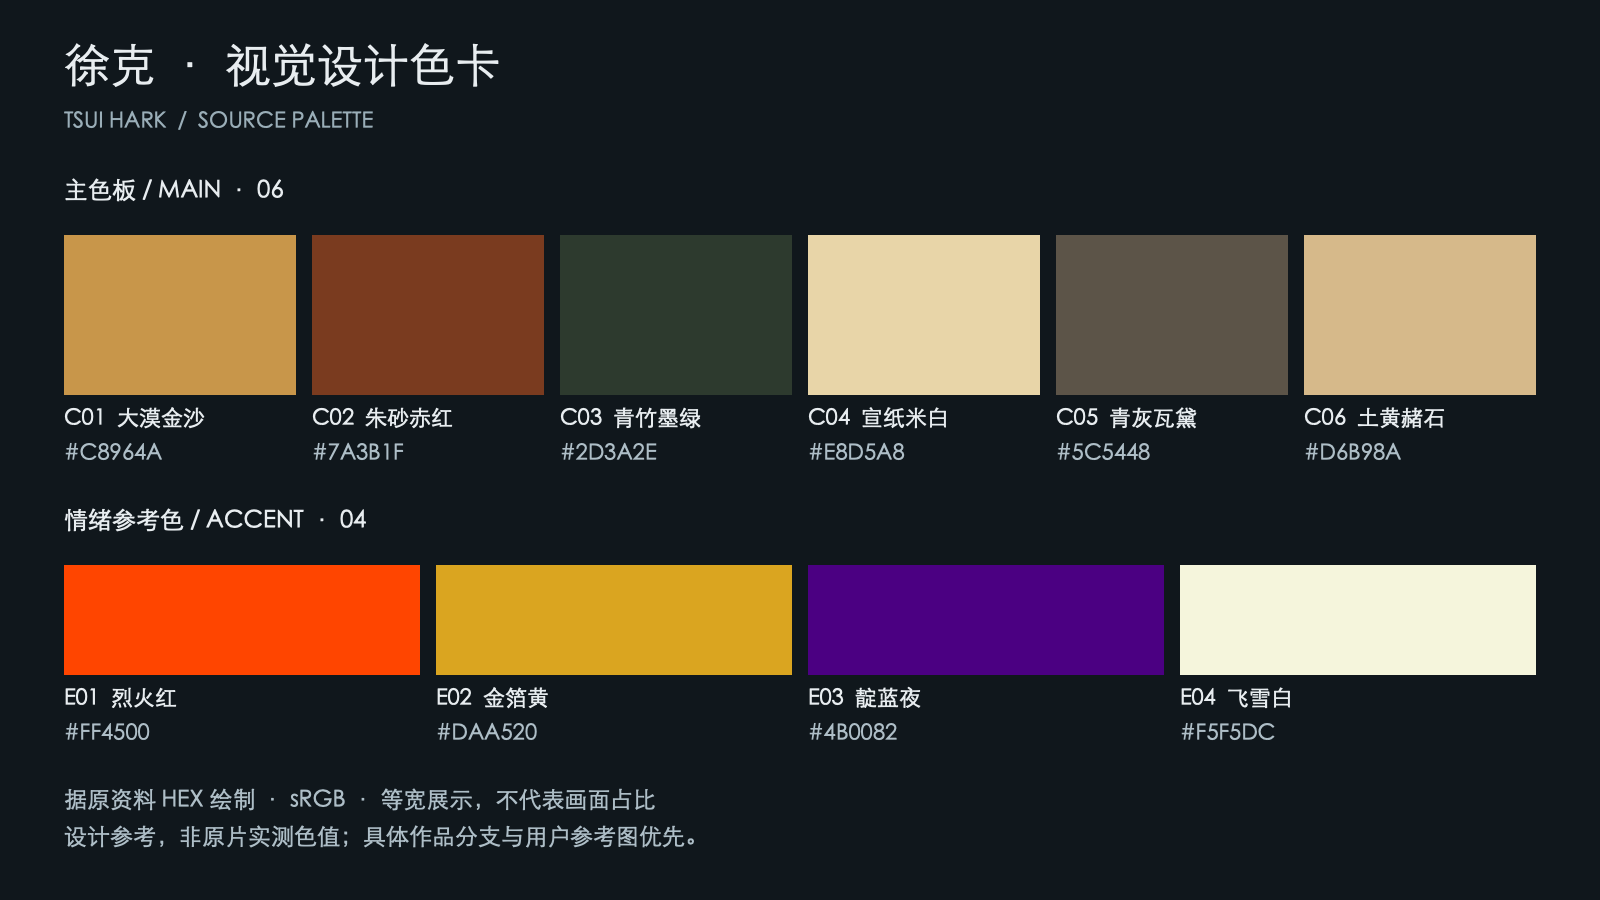 徐克 · 视觉设计色卡
TSUI HARK / SOURCE PALETTE
主色板 / MAIN · 06
C01 大漠金沙
#C8964A
C02 朱砂赤红
#7A3B1F
C03 青竹墨绿
#2D3A2E
C04 宣纸米白
#E8D5A8
C05 青灰瓦黛
#5C5448
C06 土黄赭石
#D6B98A
情绪参考色 / ACCENT · 04
E01 烈火红
#FF4500
E02 金箔黄
#DAA520
E03 靛蓝夜
#4B0082
E04 飞雪白
#F5F5DC
据原资料 HEX 绘制 · sRGB · 等宽展示，不代表画面占比
设计参考，非原片实测色值；具体作品分支与用户参考图优先。